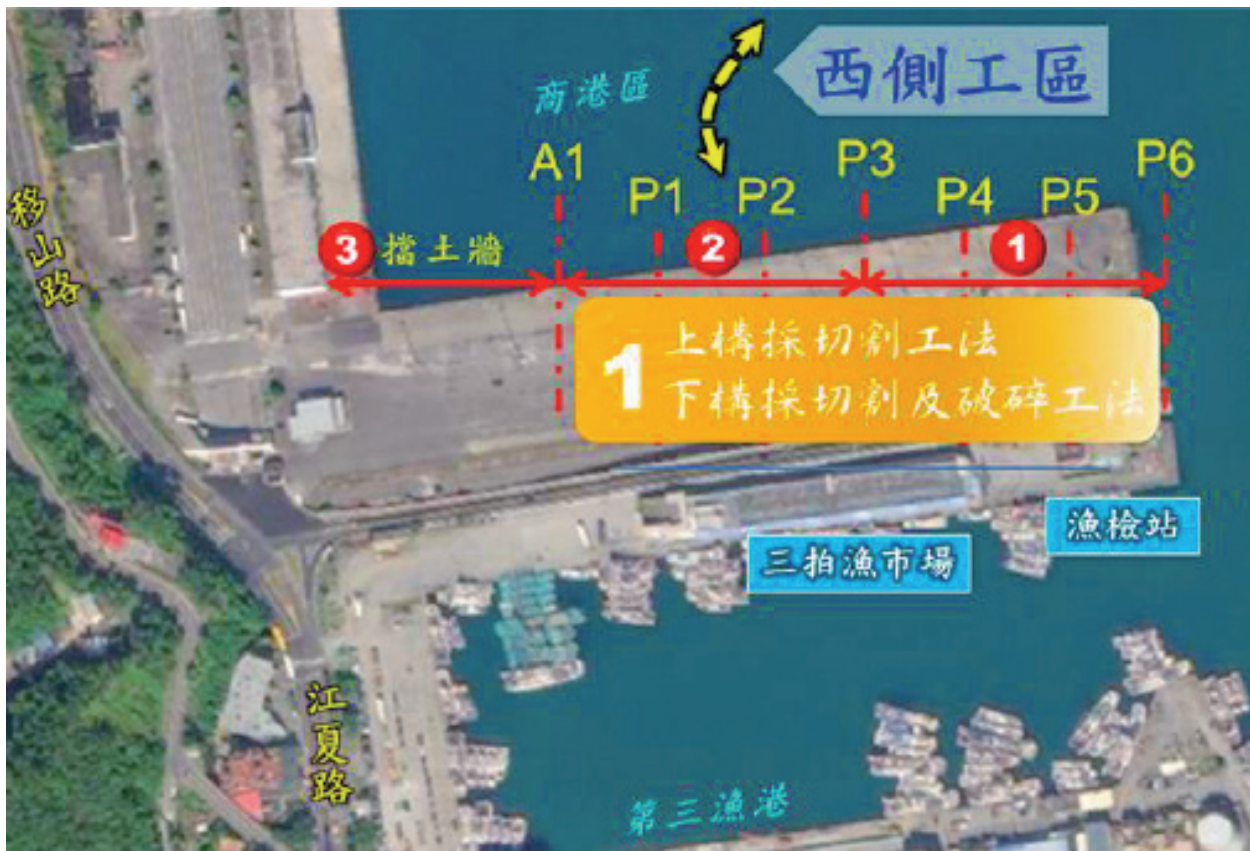 西側工區
商港區
A1
P1
P2
P3
P4
P5
P6
移山路
3
擋土牆
2
1
1
上構採切割工法
下構採切割及破碎工法
漁檢站
三拍漁市場
江夏路
第三漁港